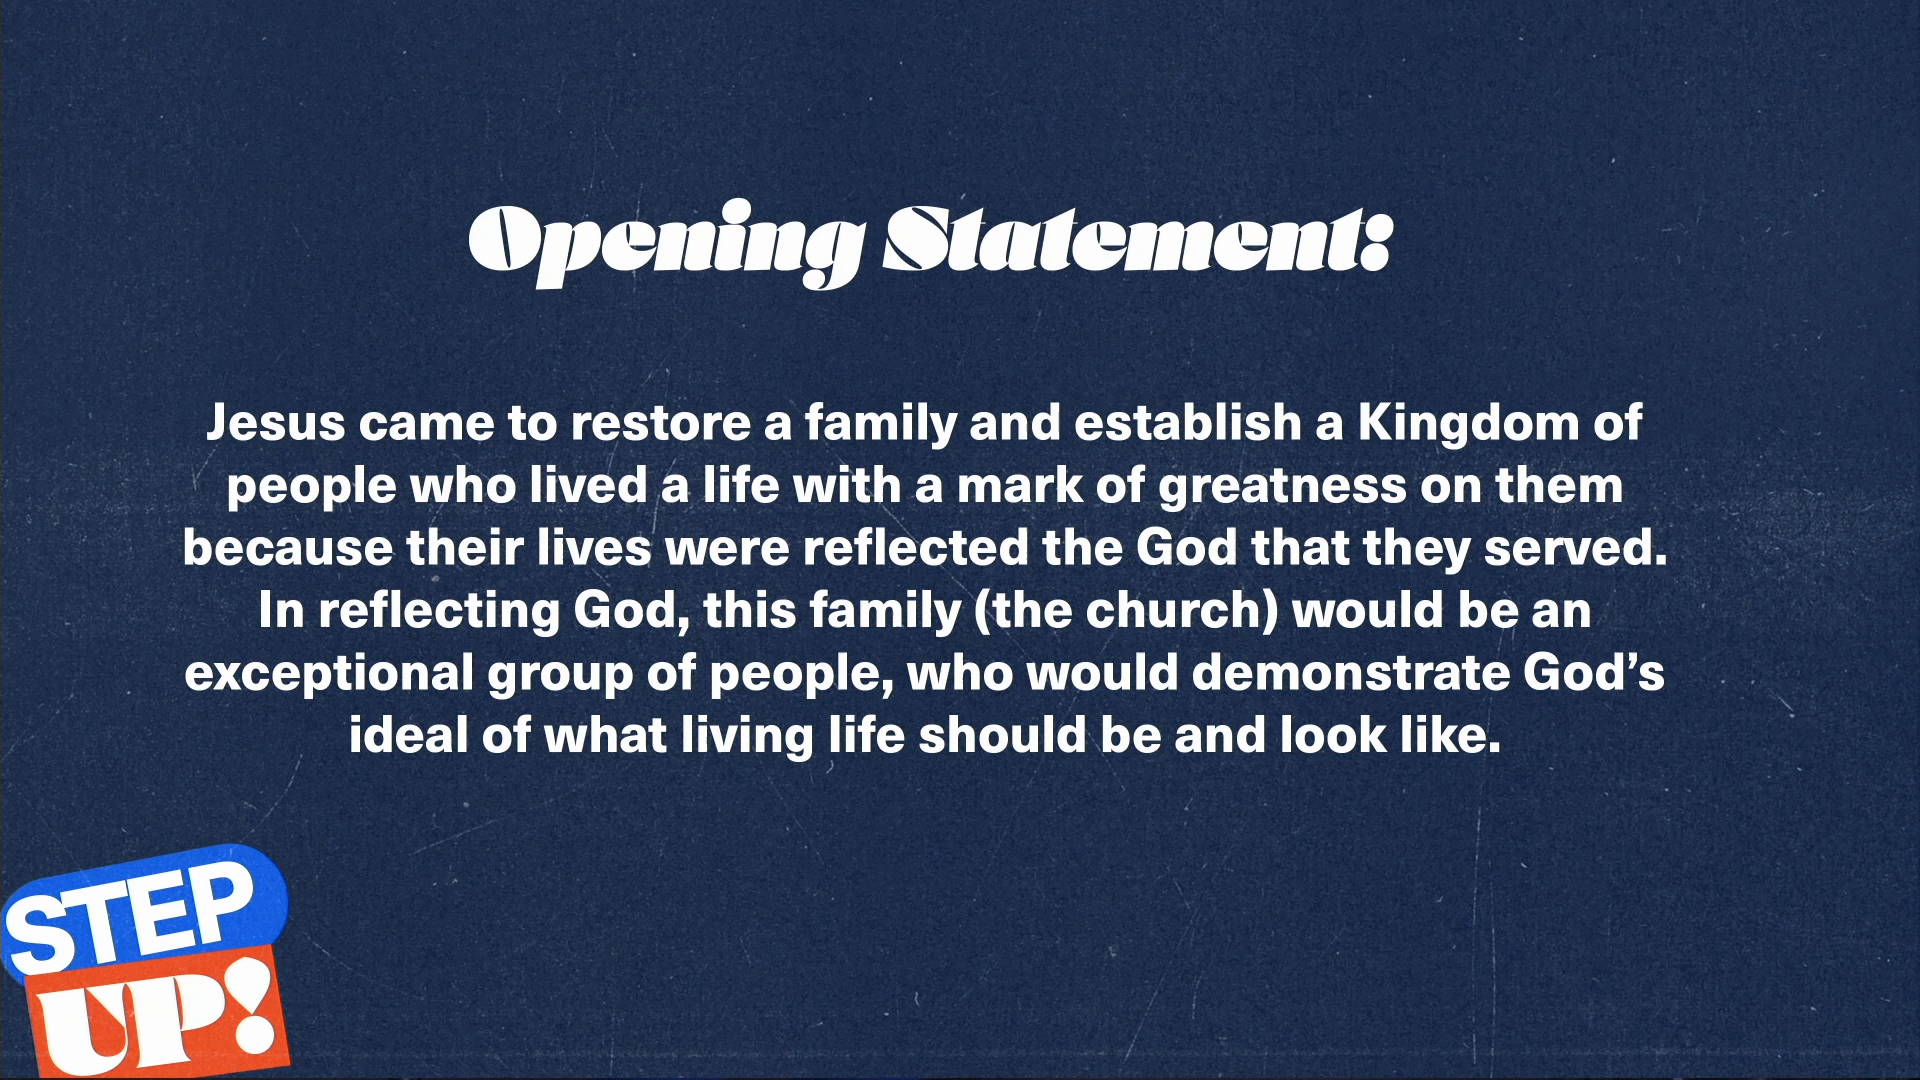 Opening Statement:
Jesus came to restore a family and establish a Kingdom of
people who lived a life with a mark of greatness on them
because their lives were reflected the God that they served.
In reflecting God, this family (the church) would be an
exceptional group of people, who would demonstrate God’s
ideal of what living life should be and look like.
STEP
UP!